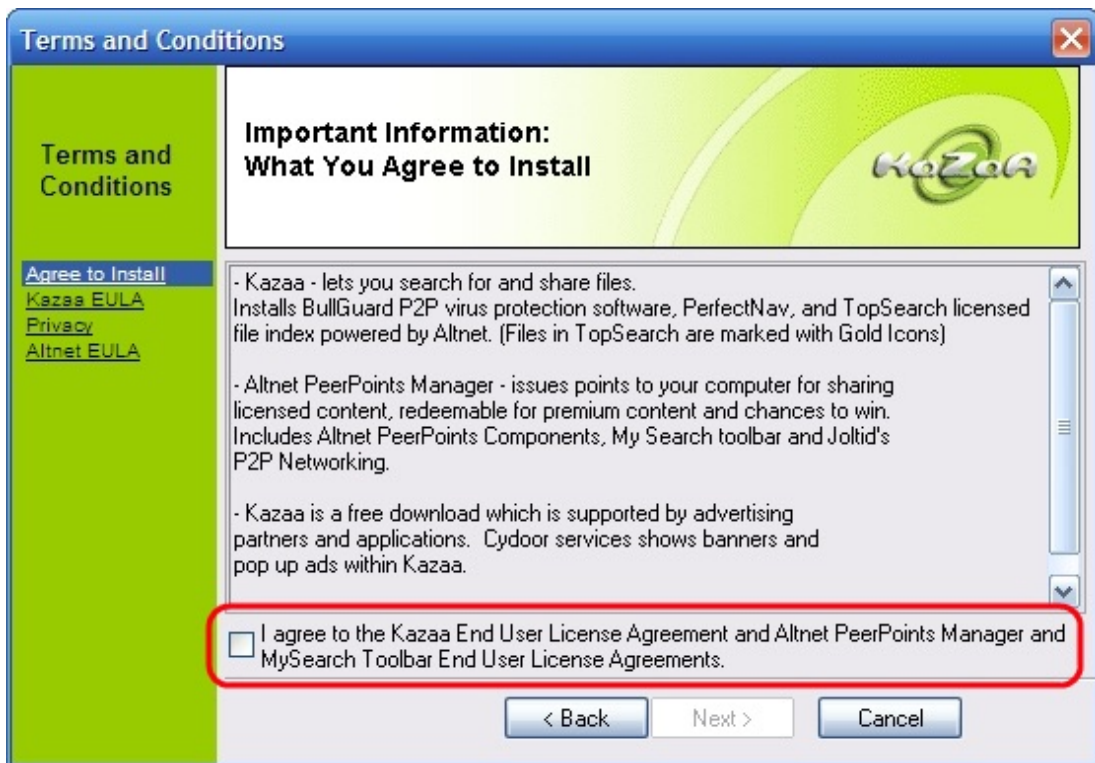 Terms and Conditions
Terms and
Conditions
Agree to Install
Kazaa EULA
Privacy
Altnet EULA
Important Information:
What You Agree to Install
KaZaA
- Kazaa - lets you search for and share files.
Installs BullGuard P2P virus protection software, PerfectNav, and TopSearch licensed
file index powered by Altnet. (Files in TopSearch are marked with Gold Icons)
- Altnet PeerPoints Manager - issues points to your computer for sharing
licensed content, redeemable for premium content and chances to win.
Includes Altnet PeerPoints Components, My Search toolbar and Joltid's
P2P Networking.
- Kazaa is a free download which is supported by advertising
partners and applications.  Cydoor services shows banners and
pop up ads within Kazaa.
I agree to the Kazaa End User License Agreement and Altnet PeerPoints Manager and
MySearch Toolbar End User License Agreements.
< Back
Next >
Cancel